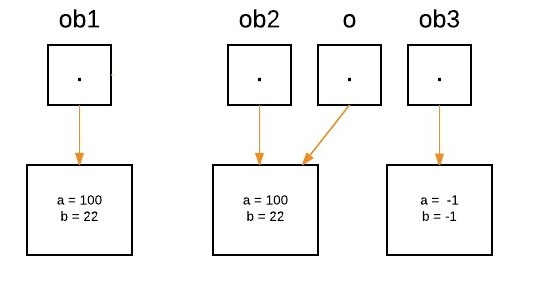 ob1 ob2 o ob3
. . . .
a = 100 a = 100 a = -1
b = 22 b = 22 b = -1